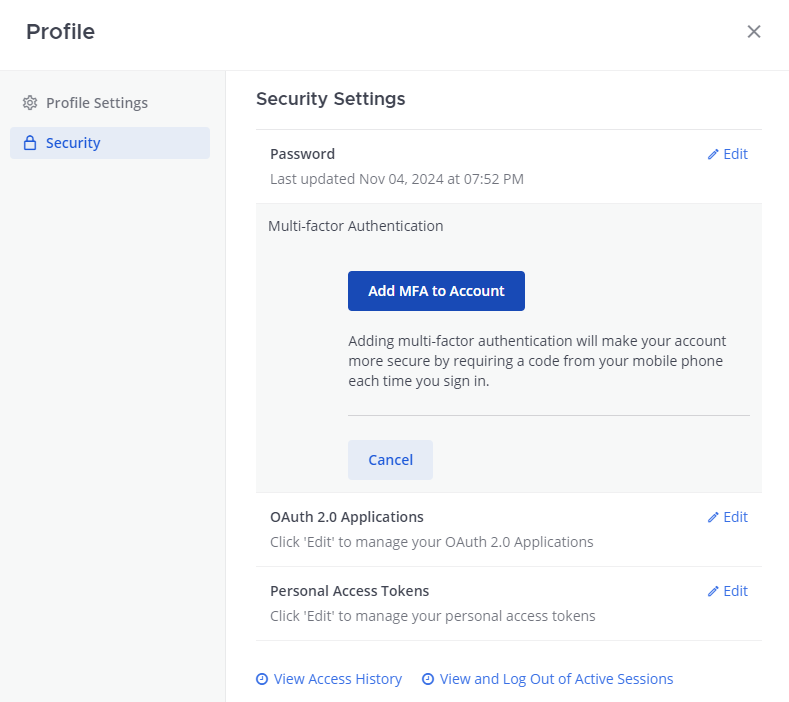 Profile
Profile Settings
Security
Security Settings
Password
Edit
Last updated Nov 04, 2024 at 07:52 PM
Multi-factor Authentication
Add MFA to Account
Adding multi-factor authentication will make your account
more secure by requiring a code from your mobile phone
each time you sign in.
Cancel
OAuth 2.0 Applications
Edit
Click 'Edit' to manage your OAuth 2.0 Applications
Personal Access Tokens
Edit
Click 'Edit' to manage your personal access tokens
View Access History
View and Log Out of Active Sessions